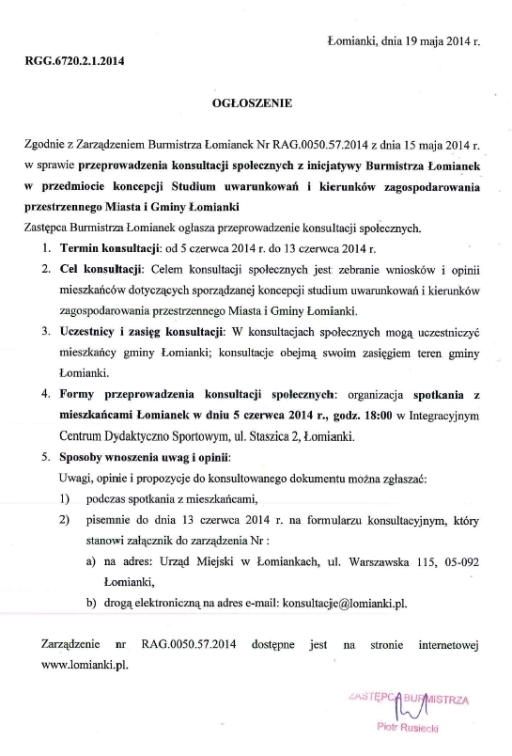 Łomianki, dnia 19 maja 2014 r.
RGG.6720.2.1.2014
OGŁOSZENIE
Zgodnie z Zarządzeniem Burmistrza Łomianek Nr RAG.0050.57.2014 z dnia 15 maja 2014 r.
w sprawie przeprowadzenia konsultacji społecznych z inicjatywy Burmistrza Łomianek
w przedmiocie koncepcji Studium uwarunkowań i kierunków zagospodarowania
przestrzennego Miasta i Gminy Łomianki
Zastępca Burmistrza Łomianek ogłasza przeprowadzenie konsultacji społecznych.
1. Termin konsultacji: od 5 czerwca 2014 r. do 13 czerwca 2014 r.
2. Cel konsultacji: Celem konsultacji społecznych jest zebranie wniosków i opinii
mieszkańców dotyczących sporządzanej koncepcji studium uwarunkowań i kierunków
zagospodarowania przestrzennego Miasta i Gminy Łomianki.
3. Uczestnicy i zasięg konsultacji: W konsultacjach społecznych mogą uczestniczyć
mieszkańcy gminy Łomianki; konsultacje obejmą swoim zasięgiem teren gminy
Łomianki.
4. Formy przeprowadzenia konsultacji społecznych: organizacja spotkania z
mieszkańcami Łomianek w dniu 5 czerwca 2014 r., godz. 18:00 w Integracyjnym
Centrum Dydaktyczno Sportowym, ul. Staszica 2, Łomianki.
5. Sposoby wnoszenia uwag i opinii:
Uwagi, opinie i propozycje do konsultowanego dokumentu można zgłaszać:
1) podczas spotkania z mieszkańcami,
2) pisemnie do dnia 13 czerwca 2014 r. na formularzu konsultacyjnym, który
stanowi załącznik do zarządzenia Nr :
a) na adres: Urząd Miejski w Łomiankach, ul. Warszawska 115, 05-092
Łomianki,
b) drogą elektroniczną na adres e-mail: konsultacje@lomianki.pl.
Zarządzenie nr RAG.0050.57.2014 dostępne jest na stronie internetowej
www.lomianki.pl.
ZASTĘPCA BURMISTRZA
Piotr Rusiecki